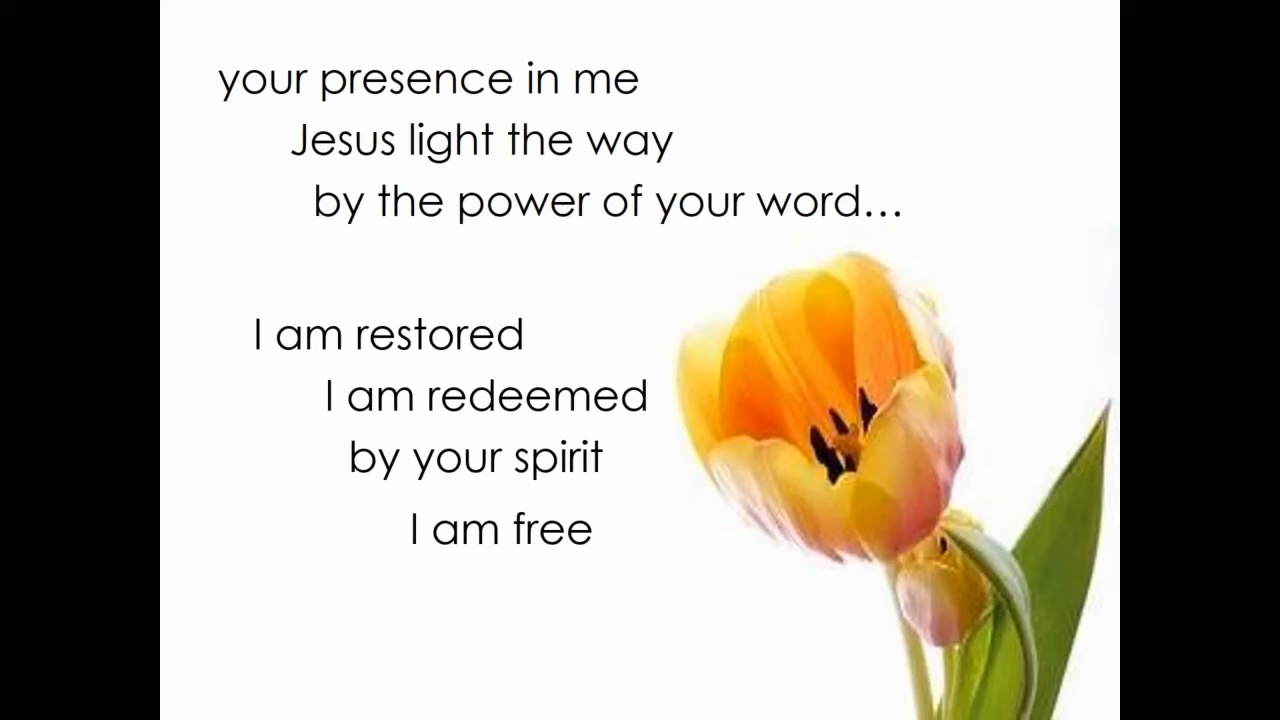 your presence in me
Jesus light the way
by the power of your word...
I am restored
I am redeemed
by your spirit
I am free